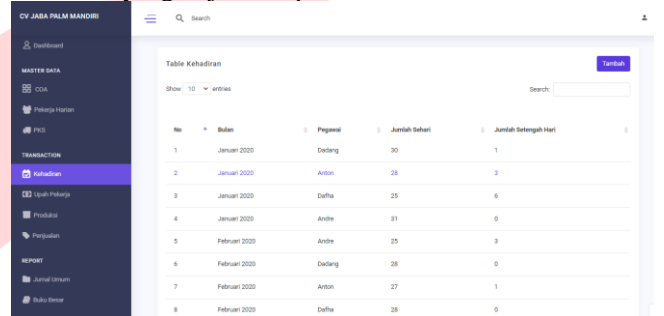 CV JABA PALM MANDIRI
Search
Dashboard
MASTER DATA
COA
Pekerja Harian
PKS
TRANSACTION
Kehadiran
Upah Pekerja
Produksi
Penjualan
REPORT
Jurnal Umum
Buku Besar
Table Kehadiran
Tambah
Show 10 entries
Search:
No Bulan Pegawai Jumlah Sehari Jumlah Setengah Hari
1 Januari 2020 Dadang 30 1
2 Januari 2020 Anton 28 3
3 Januari 2020 Dafha 25 6
4 Januari 2020 Andre 31 0
5 Februari 2020 Andre 25 3
6 Februari 2020 Dadang 28 0
7 Februari 2020 Anton 27 1
8 Februari 2020 Dafha 28 0